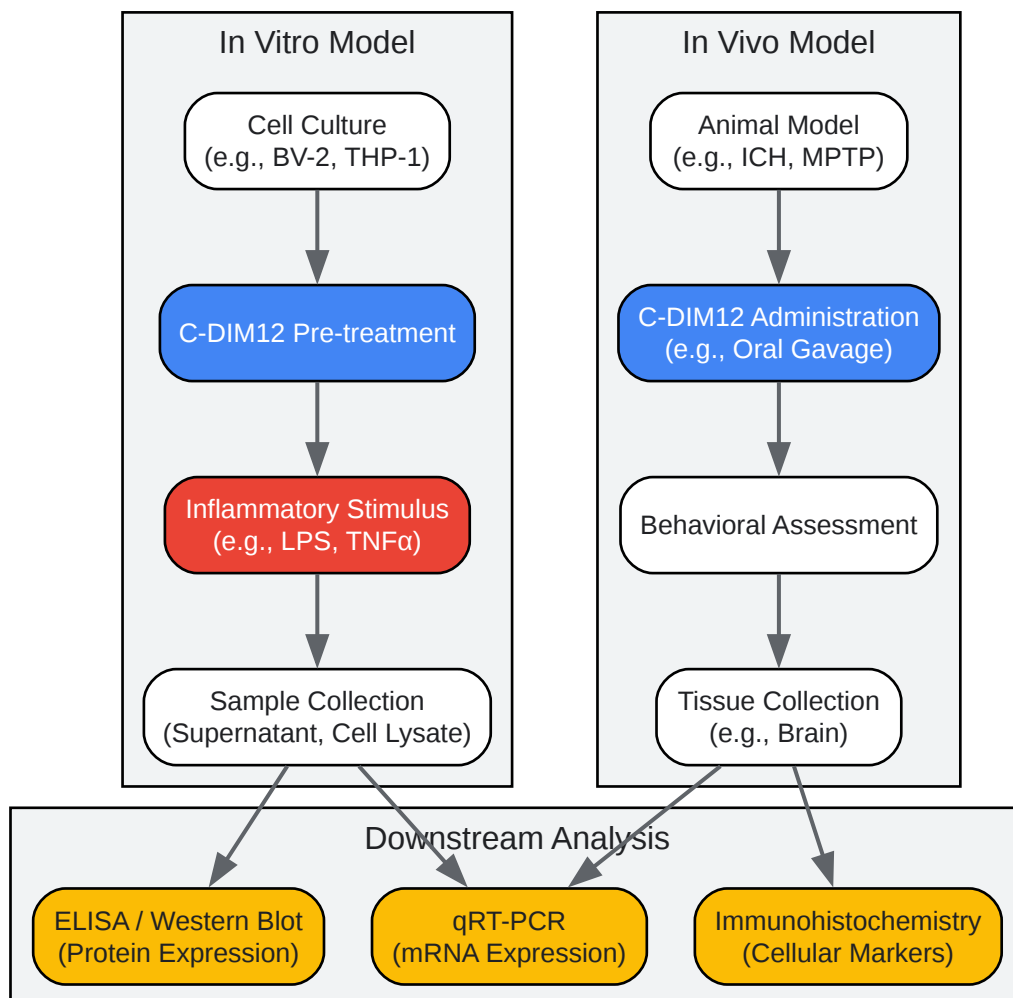 In Vitro Model
Cell Culture
(e.g., BV-2, THP-1)
C-DIM12 Pre-treatment
Inflammatory Stimulus
(e.g., LPS, TNFα)
Sample Collection
(Supernatant, Cell Lysate)
In Vivo Model
Animal Model
(e.g., ICH, MPTP)
C-DIM12 Administration
(e.g., Oral Gavage)
Behavioral Assessment
Tissue Collection
(e.g., Brain)
Downstream Analysis
ELISA / Western Blot
(Protein Expression)
qRT-PCR
(mRNA Expression)
Immunohistochemistry
(Cellular Markers)